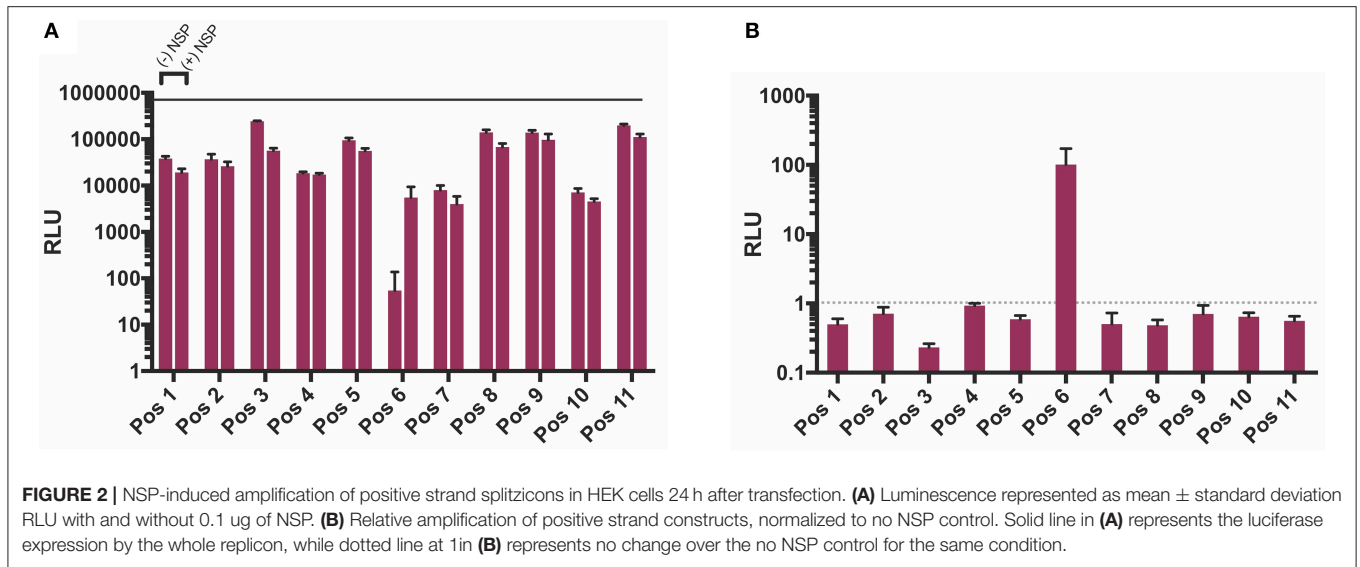 A
(-) NSP
(+) NSP
RLU
1000000
100000
10000
1000
100
10
1
Pos 1
Pos 2
Pos 3
Pos 4
Pos 5
Pos 6
Pos 7
Pos 8
Pos 9
Pos 10
Pos 11
B
RLU
1000
100
10
1
0.1
Pos 1
Pos 2
Pos 3
Pos 4
Pos 5
Pos 6
Pos 7
Pos 8
Pos 9
Pos 10
Pos 11
FIGURE 2 | NSP-induced amplification of positive strand splitzicons in HEK cells 24 h after transfection. (A) Luminescence represented as mean ± standard deviation
RLU with and without 0.1 ug of NSP. (B) Relative amplification of positive strand constructs, normalized to no NSP control. Solid line in (A) represents the luciferase
expression by the whole replicon, while dotted line at 1in (B) represents no change over the no NSP control for the same condition.